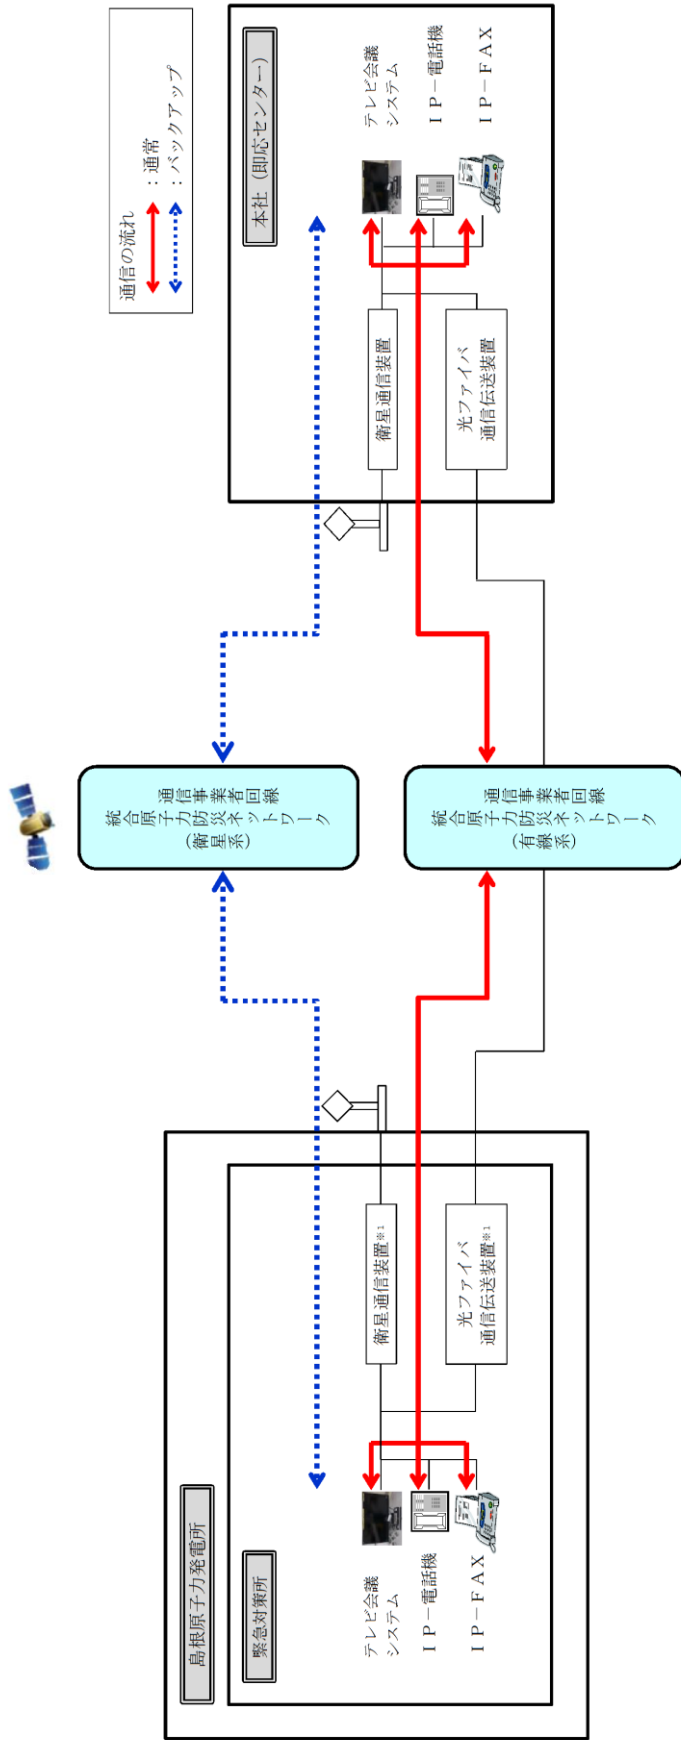 通信の流れ
：通常
：バックアップ
島根原子力発電所
緊急対策所
テレビ会議
システム
ＩＰ－電話機
ＩＰ－ＦＡＸ
衛星通信装置※1
光ファイバ
通信伝送装置※1
通信事業者回線
統合原子力防災ネットワーク
(衛星系)
通信事業者回線
統合原子力防災ネットワーク
(有線系)
本社（即応センター）
衛星通信装置
光ファイバ
通信伝送装置
テレビ会議
システム
ＩＰ－電話機
ＩＰ－ＦＡＸ